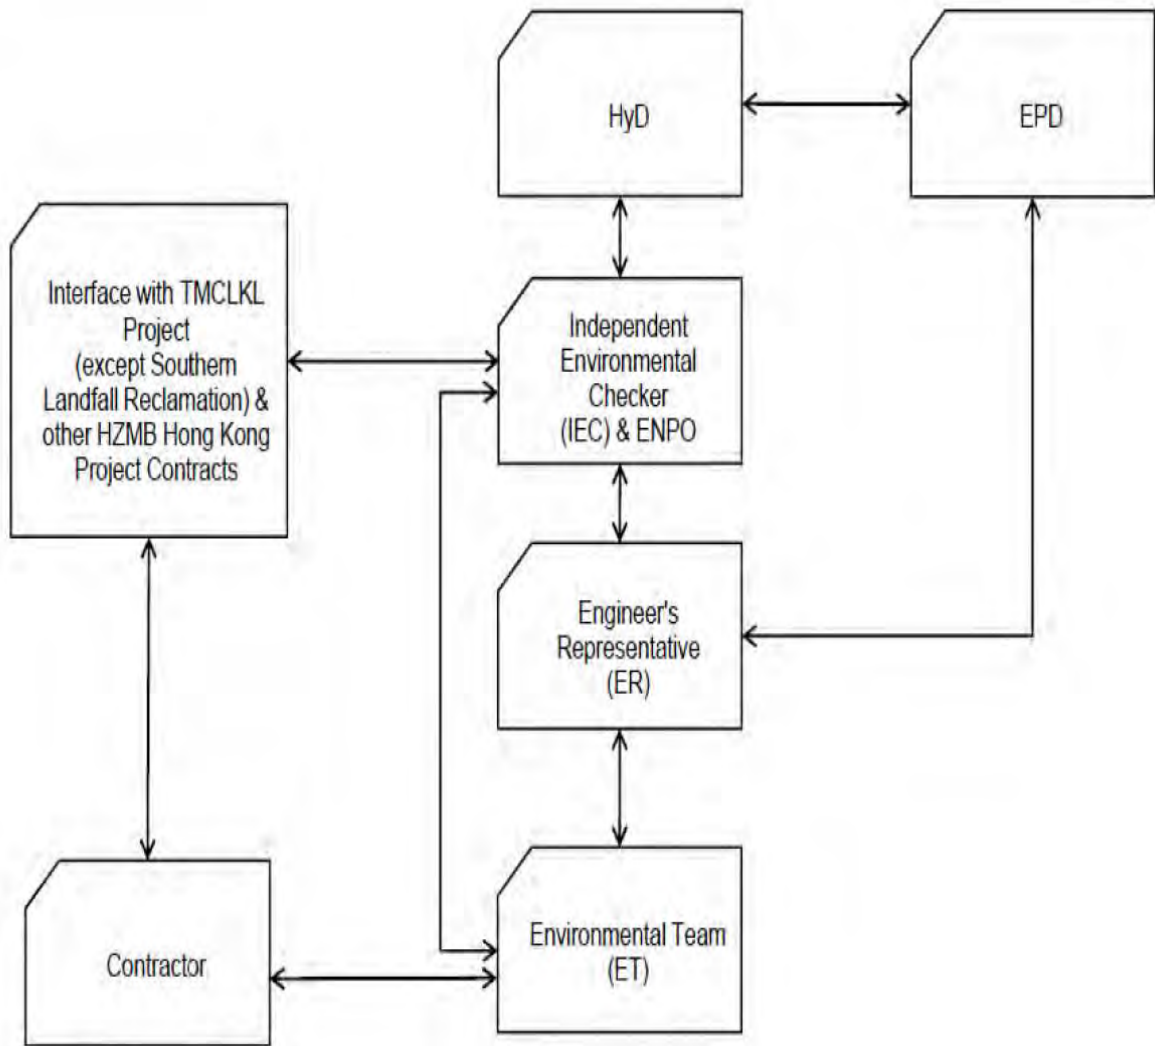 HyD
EPD
Interface with TMCLKL
Project
(except Southern
Landfall Reclamation) &
other HZMB Hong Kong
Project Contracts
Independent
Environmental
Checker
(IEC) & ENPO
Engineer's
Representative
(ER)
Contractor
Environmental Team
(ET)